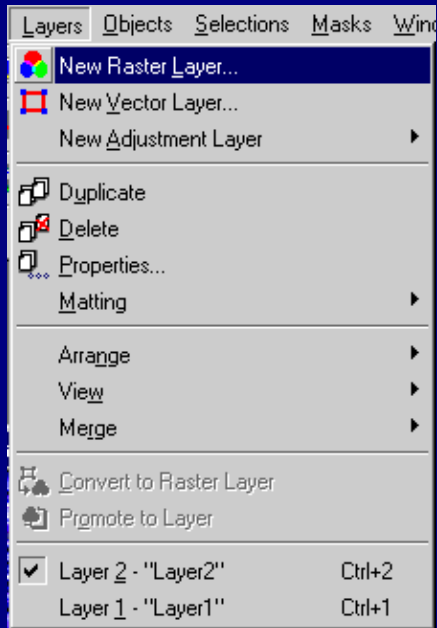 Layers Objects Selections Masks Wind
New Raster Layer...
New Vector Layer...
New Adjustment Layer
Duplicate
Delete
Properties...
Matting
Arrange
View
Merge
Convert to Raster Layer
Promote to Layer
Layer 2 - "Layer2" Ctrl+2
Layer 1 - "Layer1" Ctrl+1